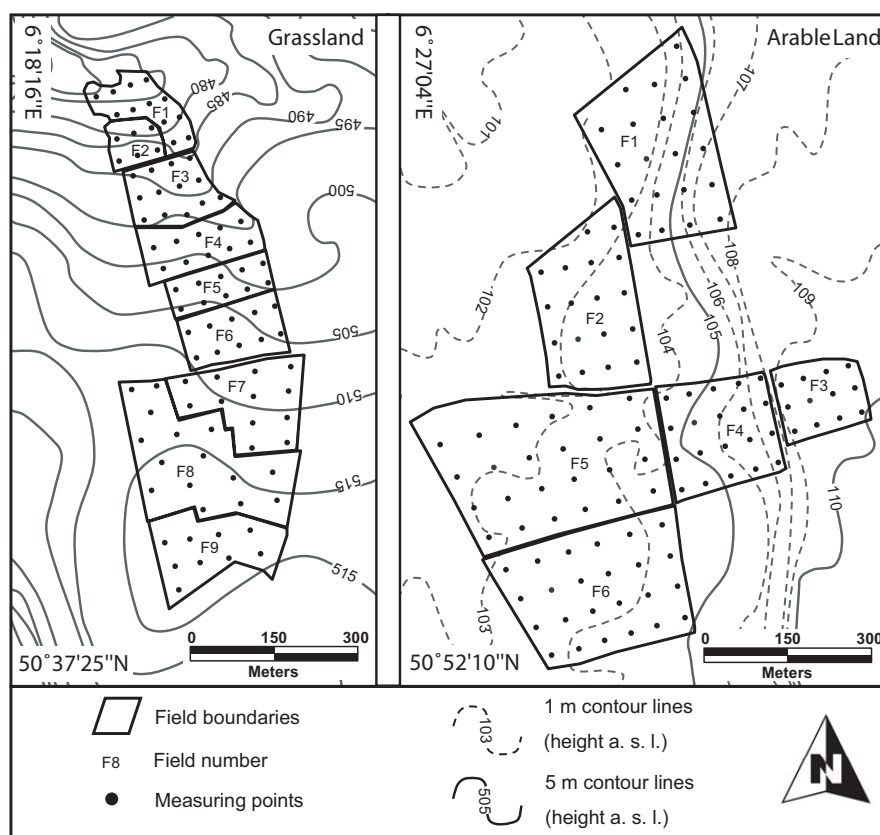 Grassland
6°18'16"E
480
485
490
495
F1
F2
F3
500
F4
F5
F6
505
F7
510
F8
515
F9
515
50°37'25"N
0 150 300
Meters
Arable Land
6°27'04"E
107
101
F1
108
102
106
109
105
F2
104
F3
F4
F5
110
F6
103
50°52'10"N
0 150 300
Meters
Field boundaries
F8 Field number
Measuring points
103
1 m contour lines
(height a. s. l.)
505
5 m contour lines
(height a. s. l.)
N